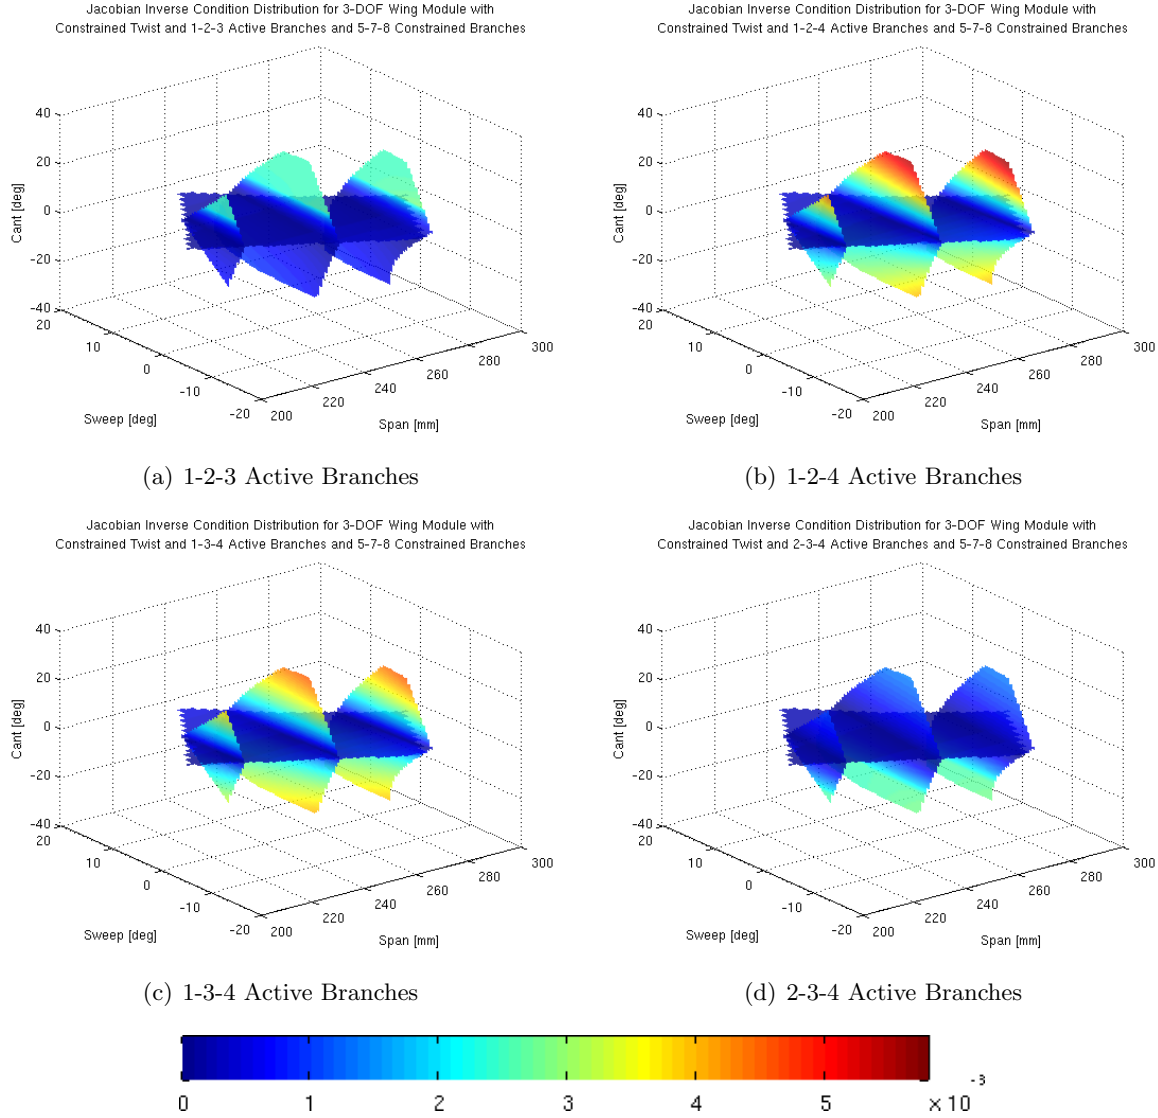 Jacobian Inverse Condition Distribution for 3-DOF Wing Module with
Constrained Twist and 1-2-3 Active Branches and 5-7-8 Constrained Branches
40
20
0
-20
-40
Cant [deg]
20
10
0
-10
-20
Sweep [deg]
200
220
240
260
280
300
Span [mm]
(a) 1-2-3 Active Branches
Jacobian Inverse Condition Distribution for 3-DOF Wing Module with
Constrained Twist and 1-2-4 Active Branches and 5-7-8 Constrained Branches
40
20
0
-20
-40
Cant [deg]
20
10
0
-10
-20
Sweep [deg]
200
220
240
260
280
300
Span [mm]
(b) 1-2-4 Active Branches
Jacobian Inverse Condition Distribution for 3-DOF Wing Module with
Constrained Twist and 1-3-4 Active Branches and 5-7-8 Constrained Branches
40
20
0
-20
-40
Cant [deg]
20
10
0
-10
-20
Sweep [deg]
200
220
240
260
280
300
Span [mm]
(c) 1-3-4 Active Branches
Jacobian Inverse Condition Distribution for 3-DOF Wing Module with
Constrained Twist and 2-3-4 Active Branches and 5-7-8 Constrained Branches
40
20
0
-20
-40
Cant [deg]
20
10
0
-10
-20
Sweep [deg]
200
220
240
260
280
300
Span [mm]
(d) 2-3-4 Active Branches
0 1 2 3 4 5 × 10 -3